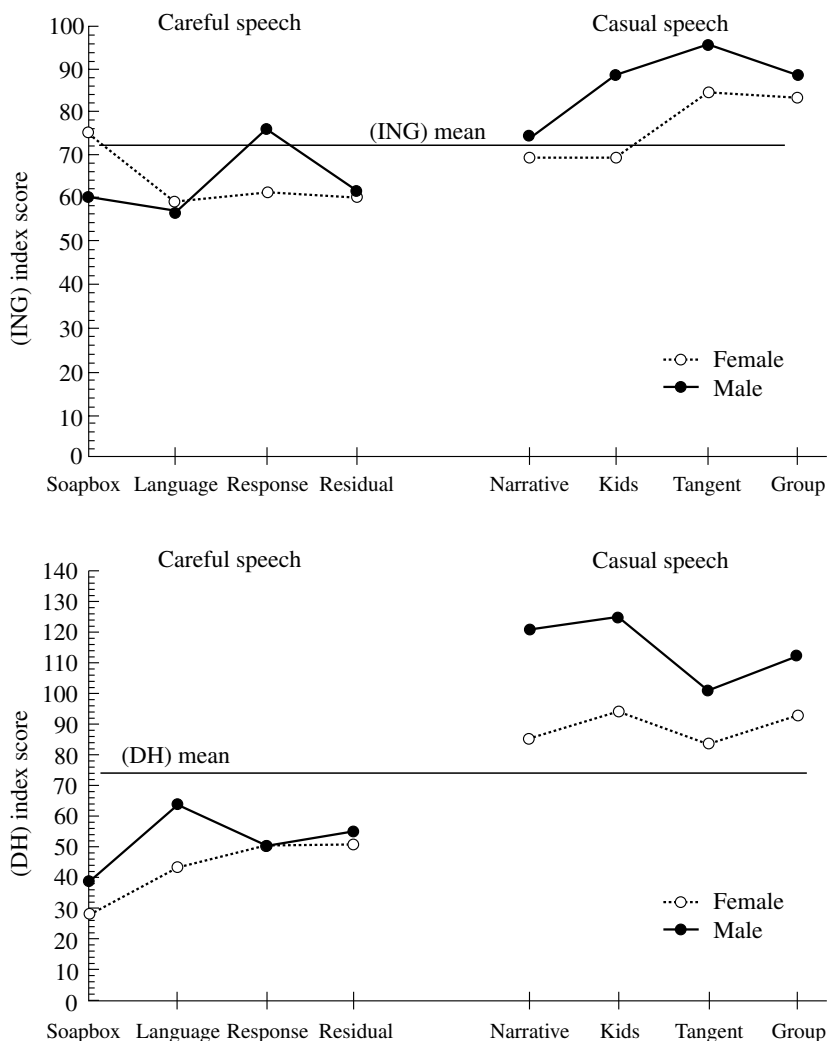 Careful speech Casual speech
100
90
80
70
60
50
40
30
20
10
0
(ING) index score
(ING) mean
Female
Male
Soapbox Language Response Residual Narrative Kids Tangent Group
Careful speech Casual speech
140
130
120
110
100
90
80
70
60
50
40
30
20
10
0
(DH) index score
(DH) mean
Female
Male
Soapbox Language Response Residual Narrative Kids Tangent Group